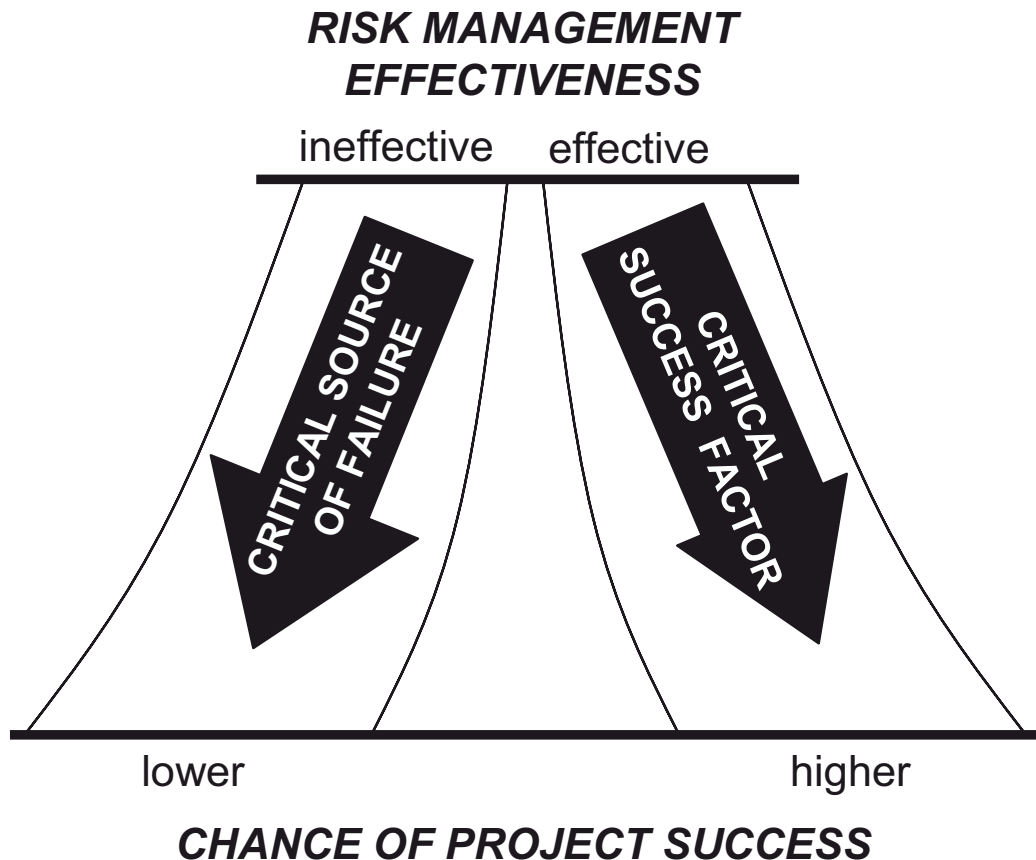 RISK MANAGEMENT
EFFECTIVENESS
ineffective
effective
CRITICAL SOURCE
OF FAILURE
CRITICAL
SUCCESS FACTOR
lower
higher
CHANCE OF PROJECT SUCCESS